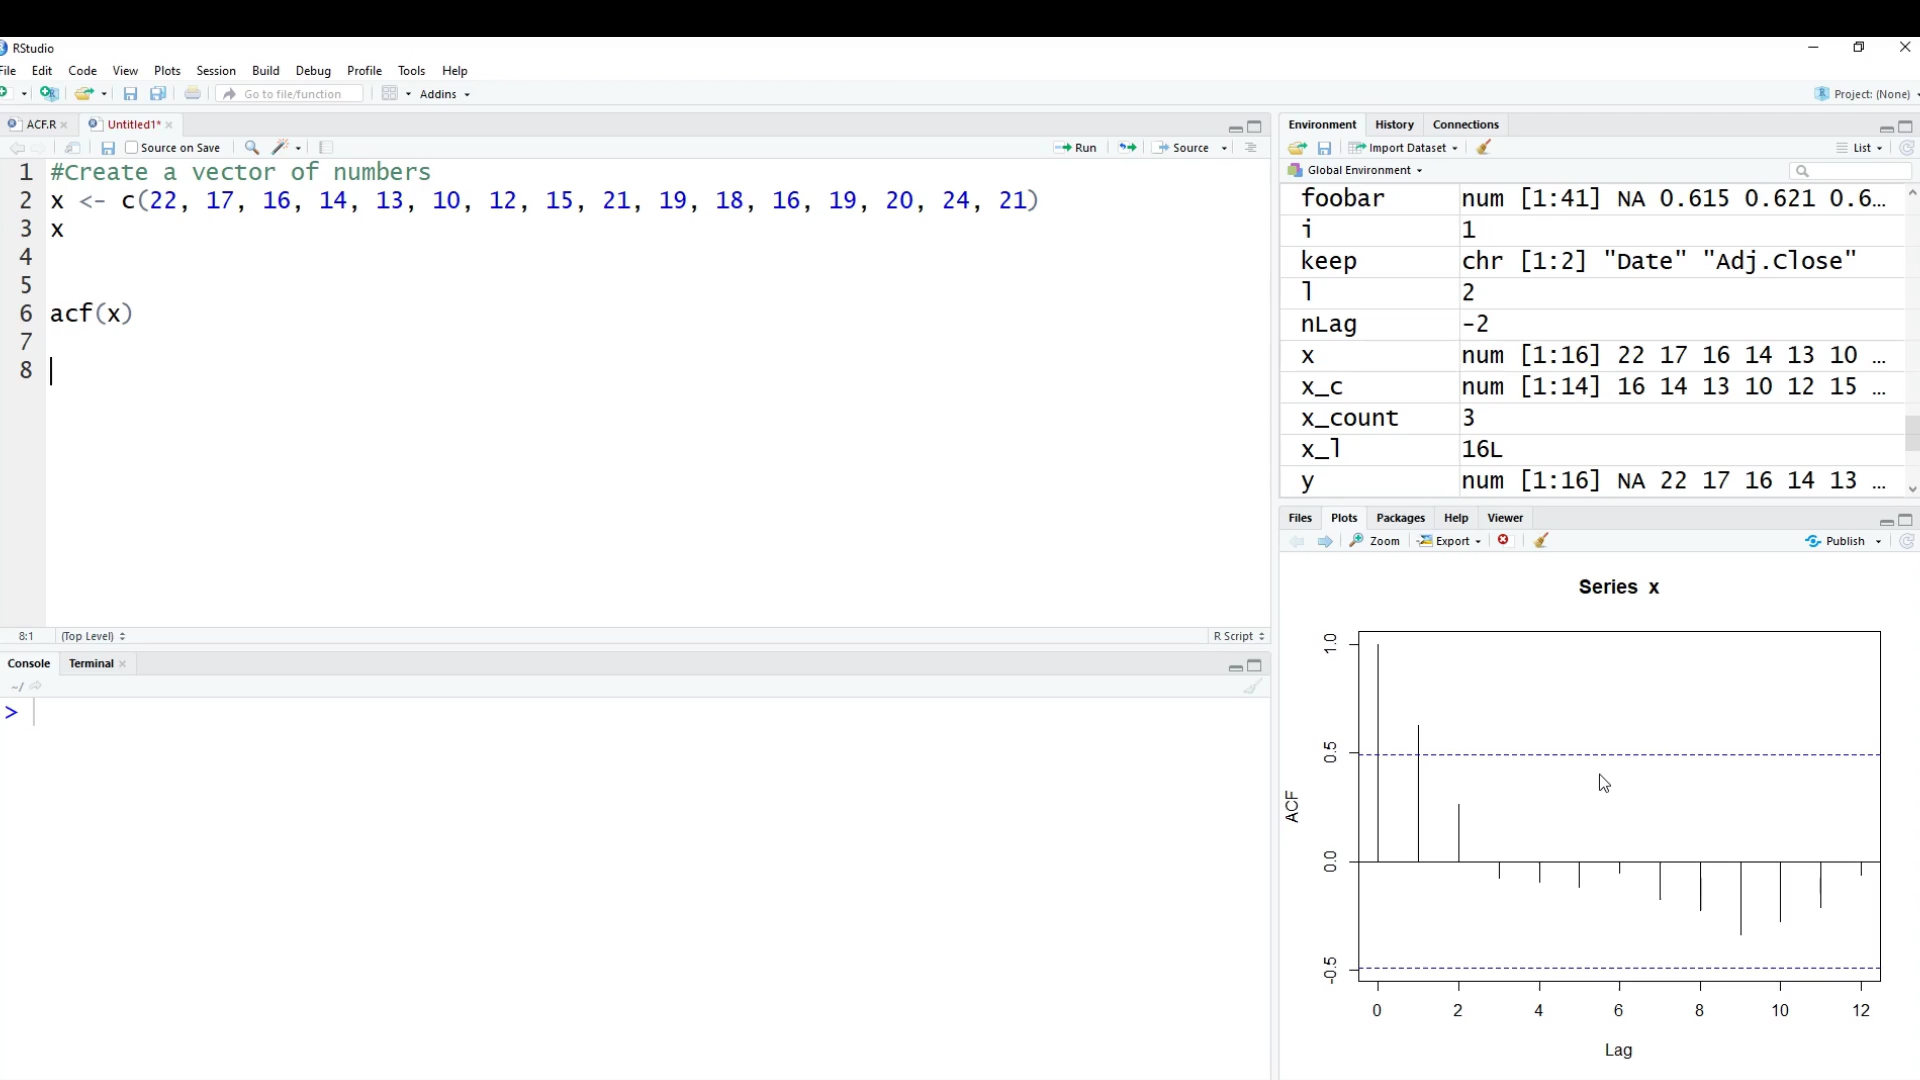 RStudio
File Edit Code View Plots Session Build Debug Profile Tools Help
Go to file/function Addins Project: (None)
ACF.R Untitled1*
Source on Save Run Source
1 #Create a vector of numbers
2 x <- c(22, 17, 16, 14, 13, 10, 12, 15, 21, 19, 18, 16, 19, 20, 24, 21)
3 x
4
5
6 acf(x)
7
8
8:1 (Top Level) R Script
Console Terminal
~/
>
Environment History Connections
Import Dataset List
Global Environment
foobar num [1:41] NA 0.615 0.621 0.6...
i 1
keep chr [1:2] "Date" "Adj.Close"
l 2
nLag -2
x num [1:16] 22 17 16 14 13 10 ...
x_c num [1:14] 16 14 13 10 12 15 ...
x_count 3
x_l 16L
y num [1:16] NA 22 17 16 14 13 ...
Files Plots Packages Help Viewer
Zoom Export Publish
Series x
1.0
0.5
0.0
-0.5
ACF
0 2 4 6 8 10 12
Lag